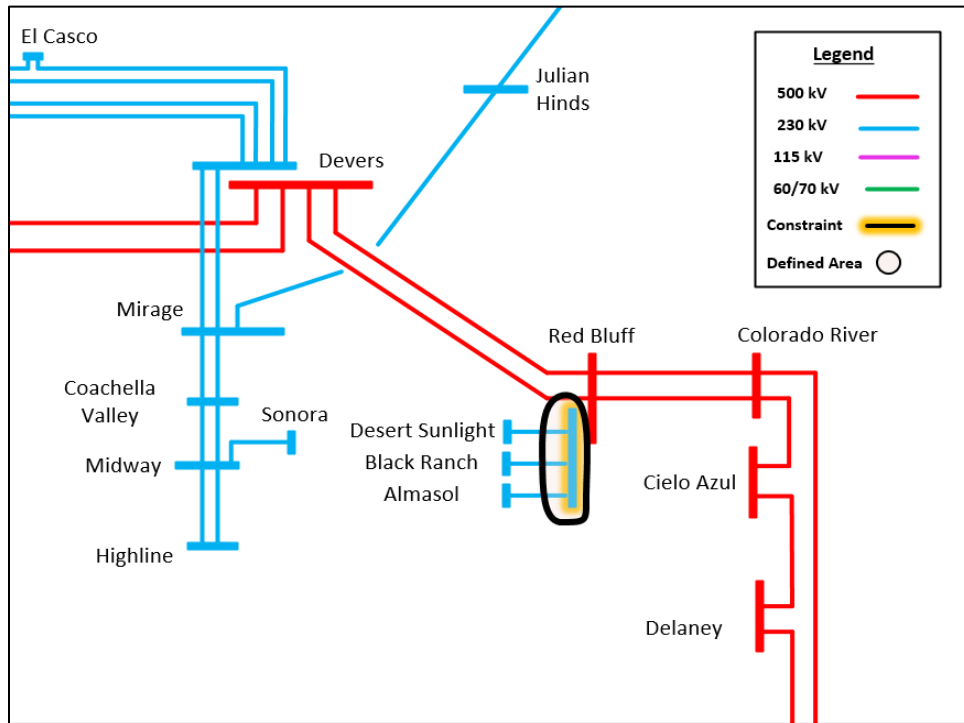 El Casco
Julian
Hinds
Devers
Legend
500 kV
230 kV
115 kV
60/70 kV
Constraint
Defined Area
Mirage
Red Bluff
Colorado River
Coachella
Valley
Sonora
Desert Sunlight
Midway
Black Ranch
Almasol
Cielo Azul
Highline
Delaney